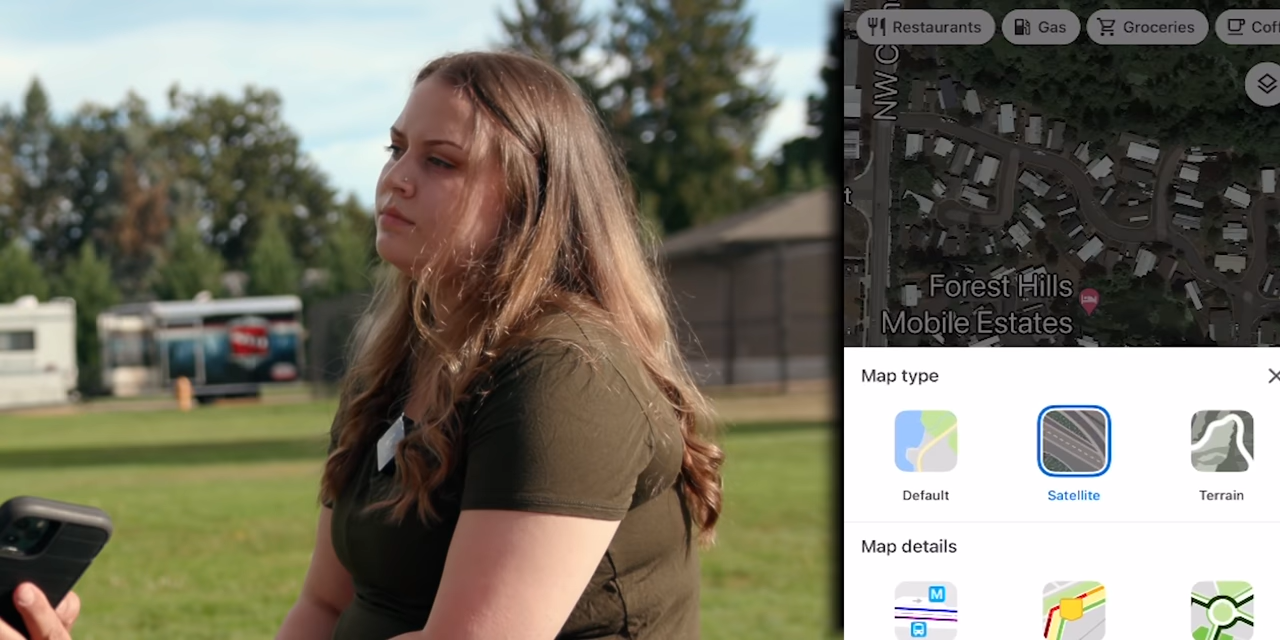 Restaurants
Gas
Groceries
NW C
t
Forest Hills
Mobile Estates
Map type
Default
Satellite
Terrain
Map details
M